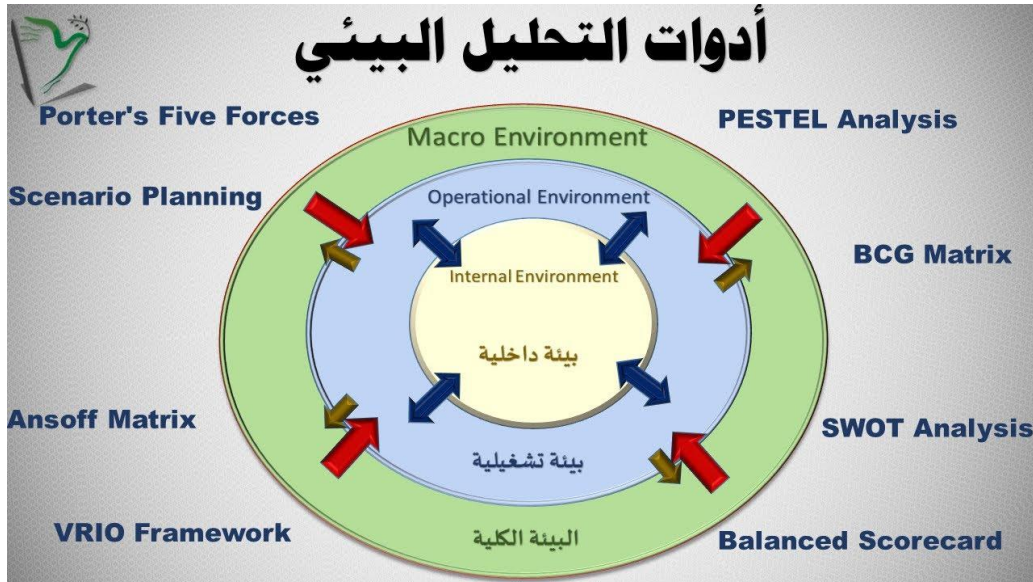 أدوات التحليل البيئي
Porter's Five Forces
PESTEL Analysis
Macro Environment
Scenario Planning
Operational Environment
BCG Matrix
Internal Environment
بيئة داخلية
Ansoff Matrix
SWOT Analysis
بيئة تشغيلية
VRIO Framework
البيئة الكلية
Balanced Scorecard